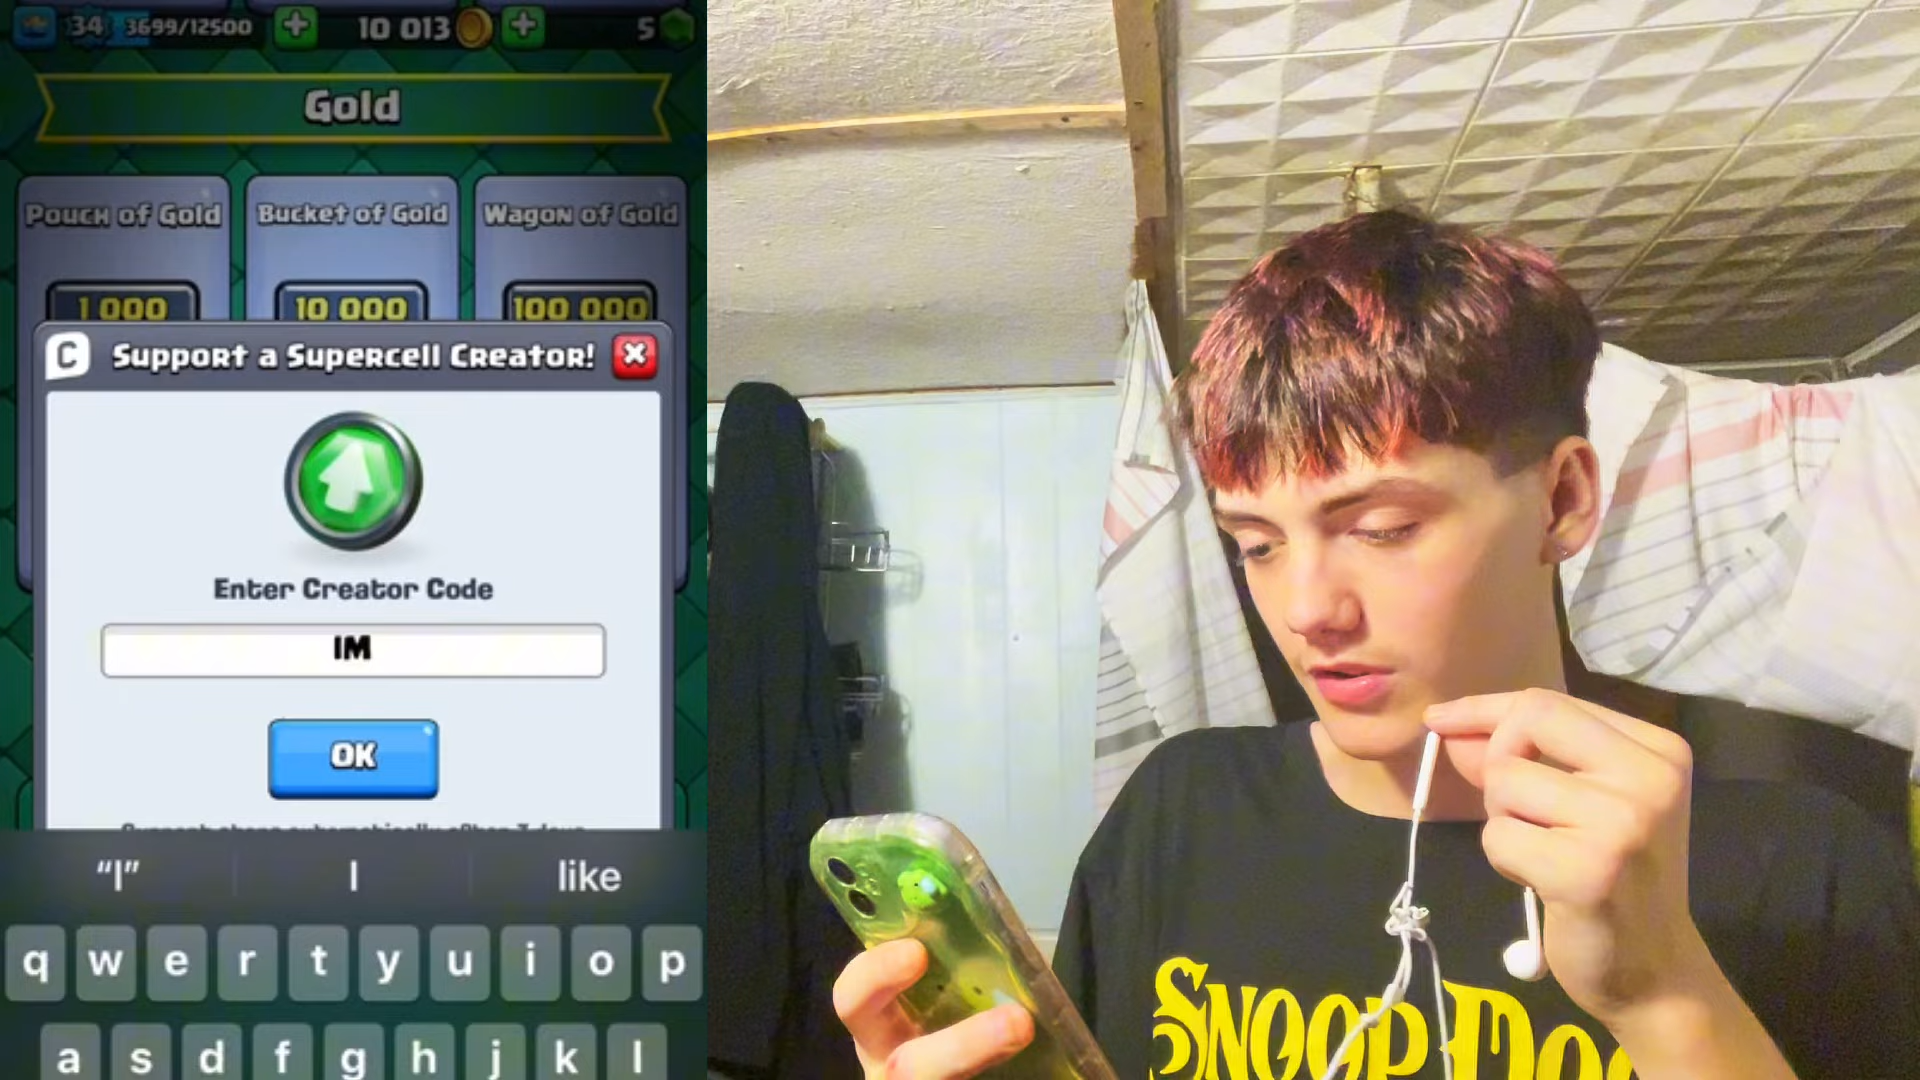 34 3699/12500 10 013 5
Gold
Pouch of Gold Bucket of Gold Wagon of Gold
1 000 10 000 100 000
C Support a Supercell Creator!
Enter Creator Code
IM
OK
“I” I like
q w e r t y u i o p
a s d f g h j k l
SNOOP DOG